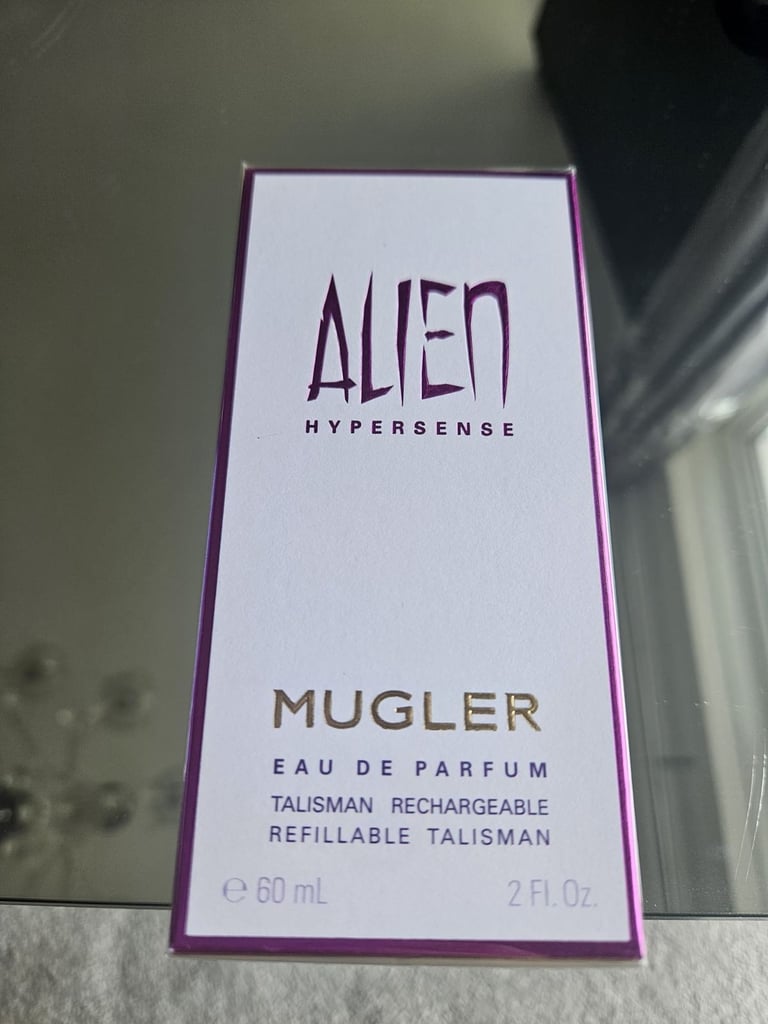 ALIEN
HYPERSENSE
MUGLER
EAU DE PARFUM
TALISMAN RECHARGEABLE
REFILLABLE TALISMAN
℮ 60 mL 2 Fl. Oz.